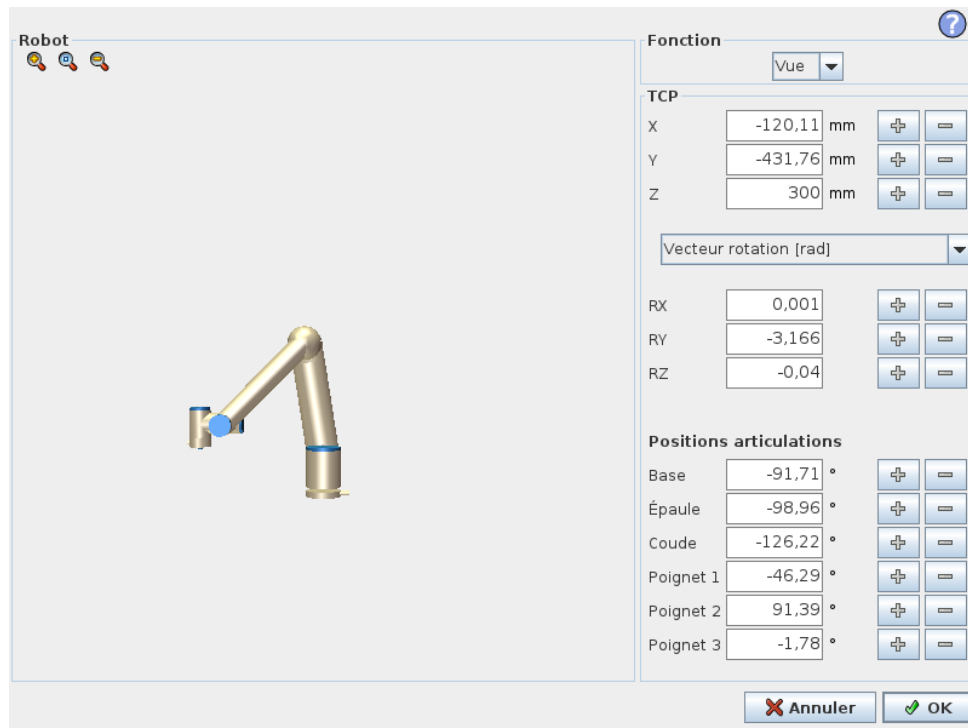 Robot
Fonction
Vue
TCP
X -120,11 mm
Y -431,76 mm
Z 300 mm
Vecteur rotation [rad]
RX 0,001
RY -3,166
RZ -0,04
Positions articulations
Base -91,71 °
Épaule -98,96 °
Coude -126,22 °
Poignet 1 -46,29 °
Poignet 2 91,39 °
Poignet 3 -1,78 °
Annuler OK